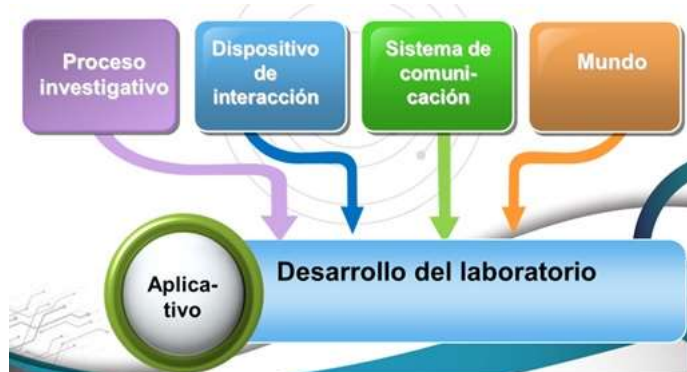 Proceso
investigativo
Dispositivo
de
interacción
Sistema de
comuni-
cación
Mundo
Aplica-
tivo
Desarrollo del laboratorio